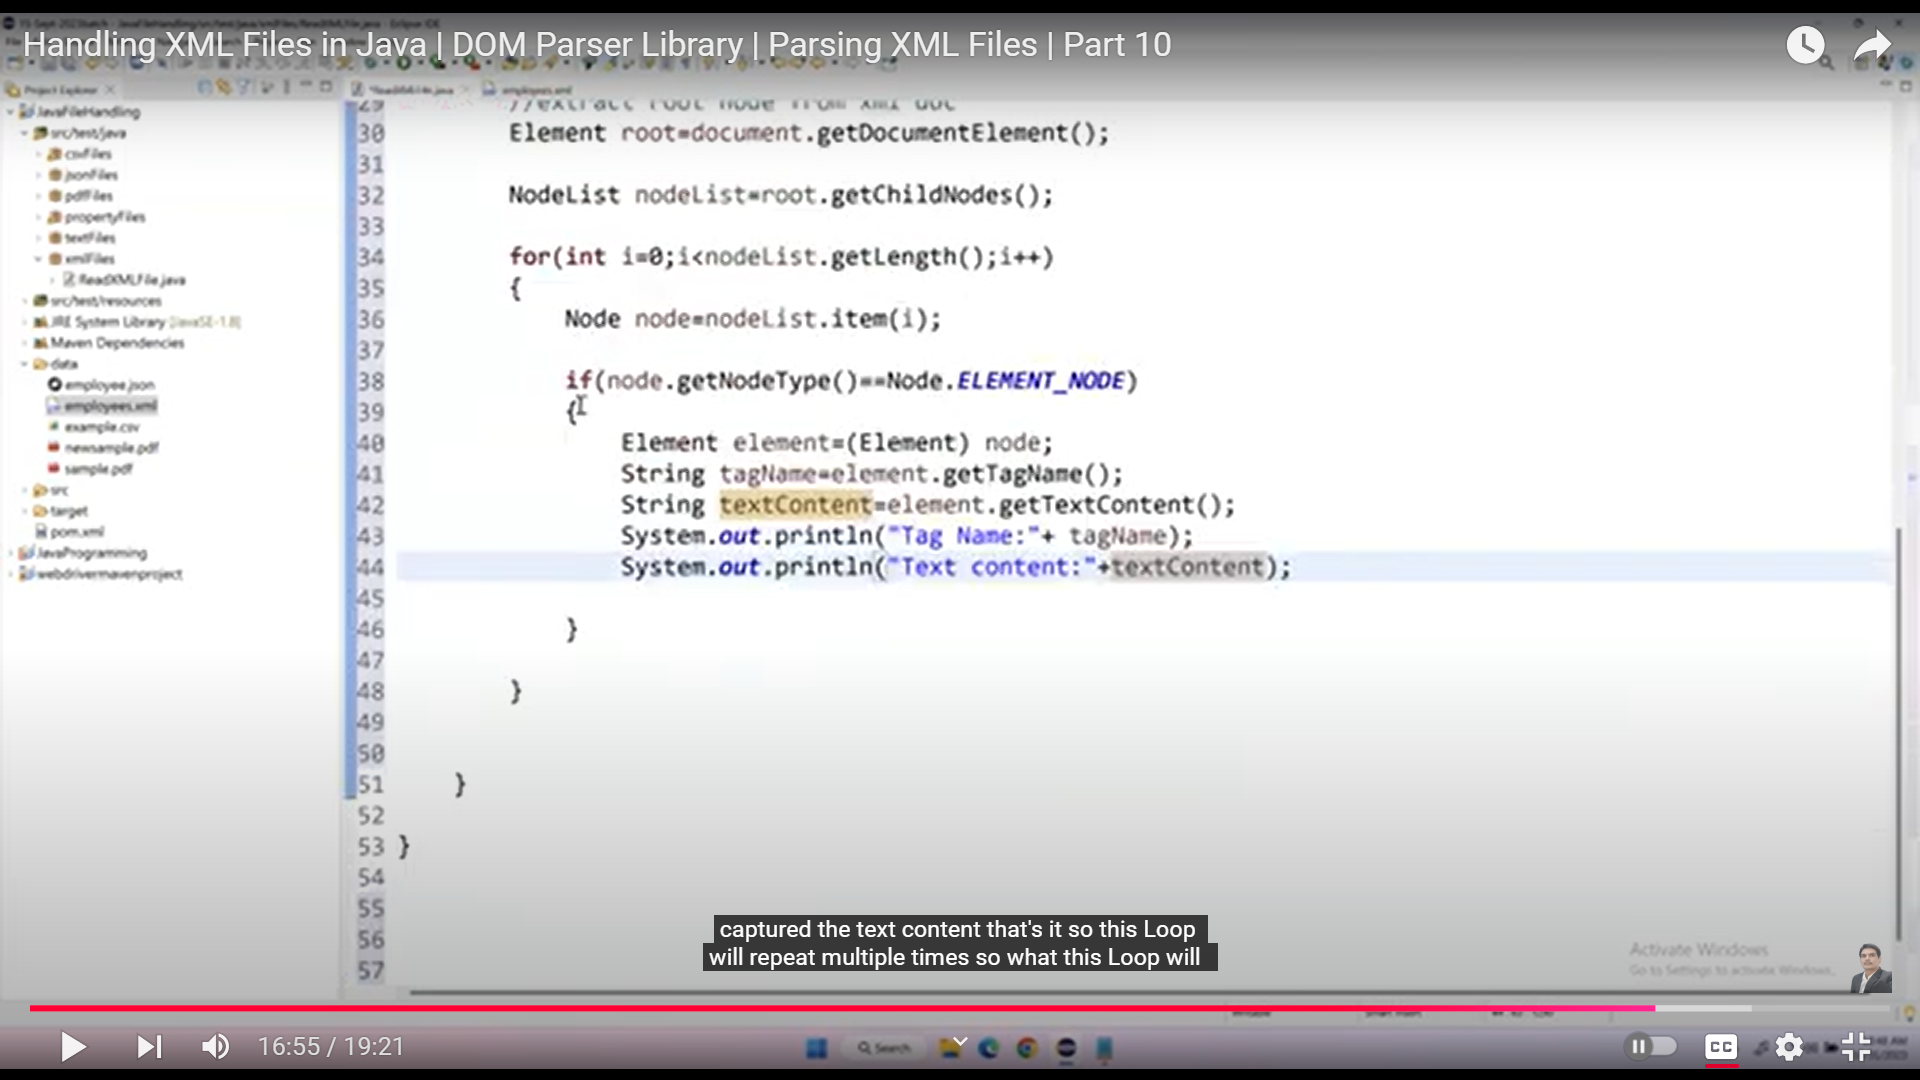 Handling XML Files in Java | DOM Parser Library | Parsing XML Files | Part 10
Project Explorer
employees.xml
JavaFileHandling
src/test/java
csvFiles
jsonFiles
pdfFiles
propertyFiles
textFiles
xmlFiles
ReadXMLFile.java
src/test/resources
JRE System Library [JavaSE-1.8]
Maven Dependencies
data
employee.json
employees.xml
example.csv
newsample.pdf
sample.pdf
src
target
pom.xml
JavaProgramming
webdrivermavenproject
29 //extract root node from xml doc
30 Element root=document.getDocumentElement();
31
32 NodeList nodeList=root.getChildNodes();
33
34 for(int i=0;i<nodeList.getLength();i++)
35 {
36 Node node=nodeList.item(i);
37
38 if(node.getNodeType()==Node.ELEMENT_NODE)
39 {
40 Element element=(Element) node;
41 String tagName=element.getTagName();
42 String textContent=element.getTextContent();
43 System.out.println("Tag Name:"+ tagName);
44 System.out.println("Text content:"+textContent);
45
46 }
47
48 }
49
50
51 }
52
53 }
54
55
56
57
captured the text content that's it so this Loop
will repeat multiple times so what this Loop will
Activate Windows
Go to Settings to activate Windows.
16:55 / 19:21
Search
CC